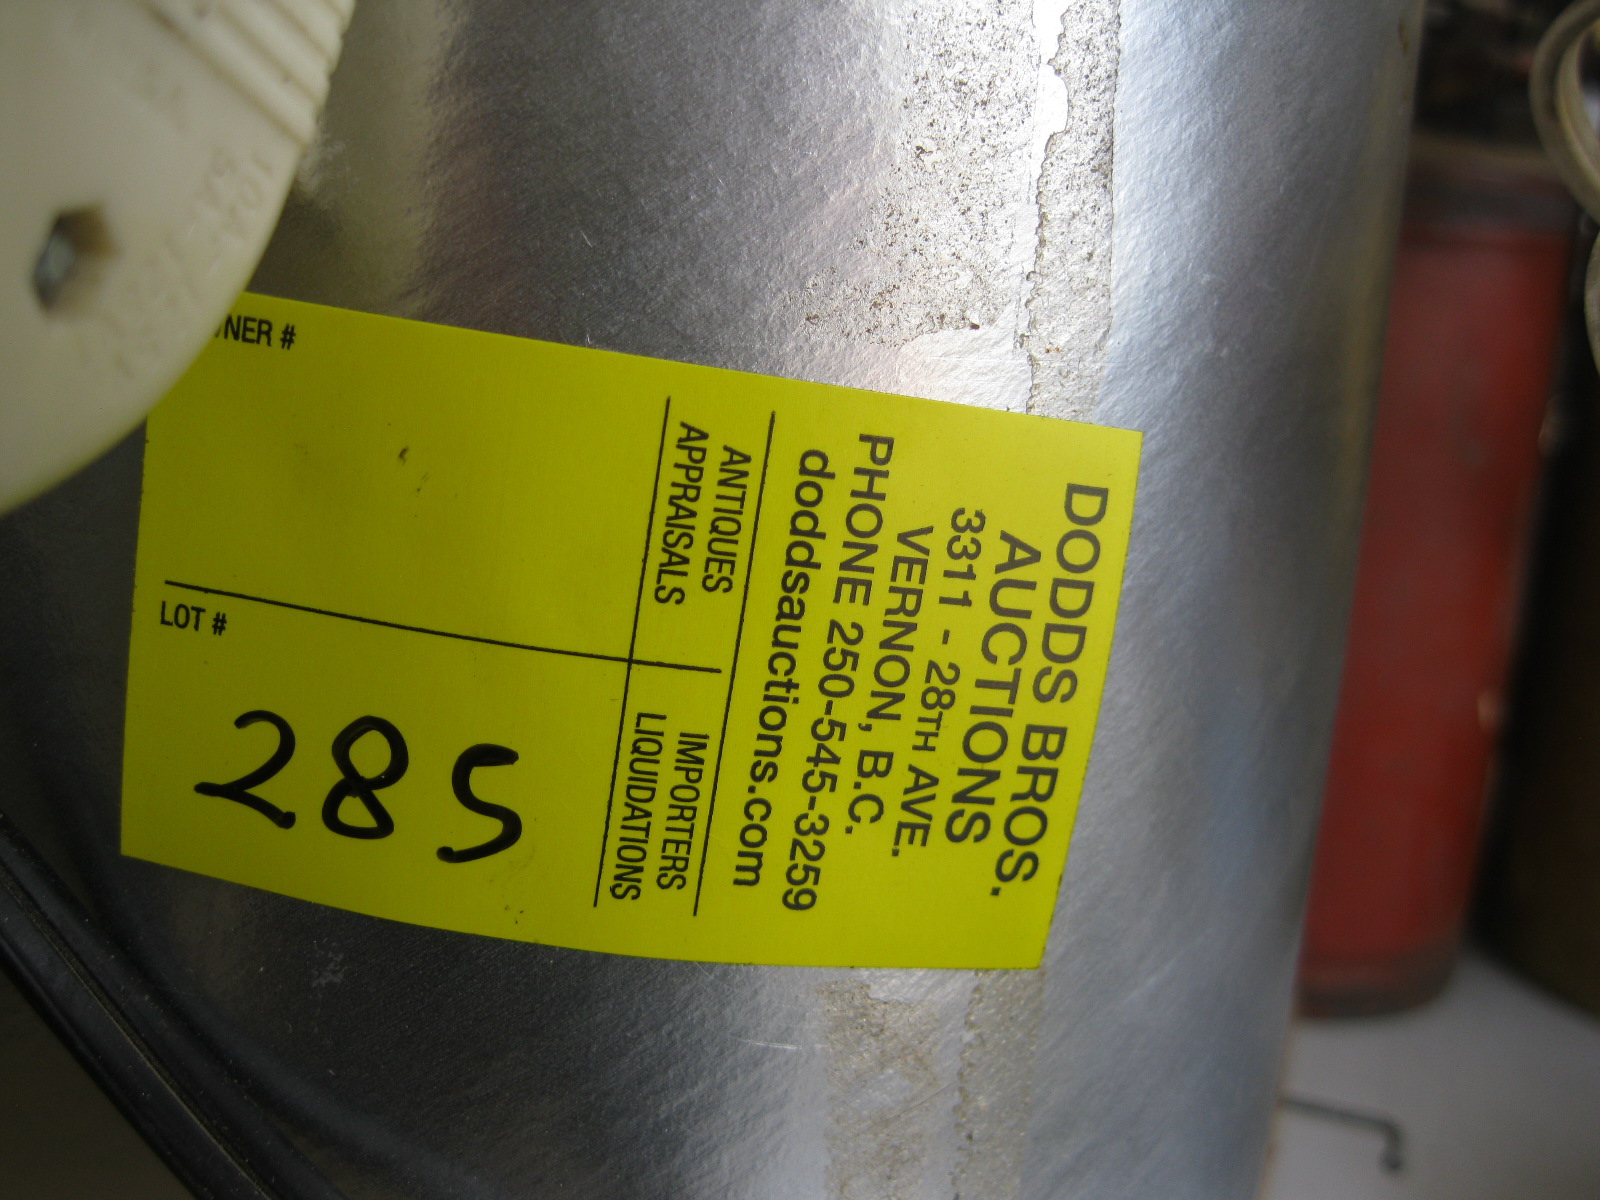 DODDS BROS.
AUCTIONS
3311 - 28TH AVE.
VERNON, B.C.
PHONE 250-545-3259
doddsauctions.com
ANTIQUES
APPRAISALS
IMPORTERS
LIQUIDATIONS
LOT #
285